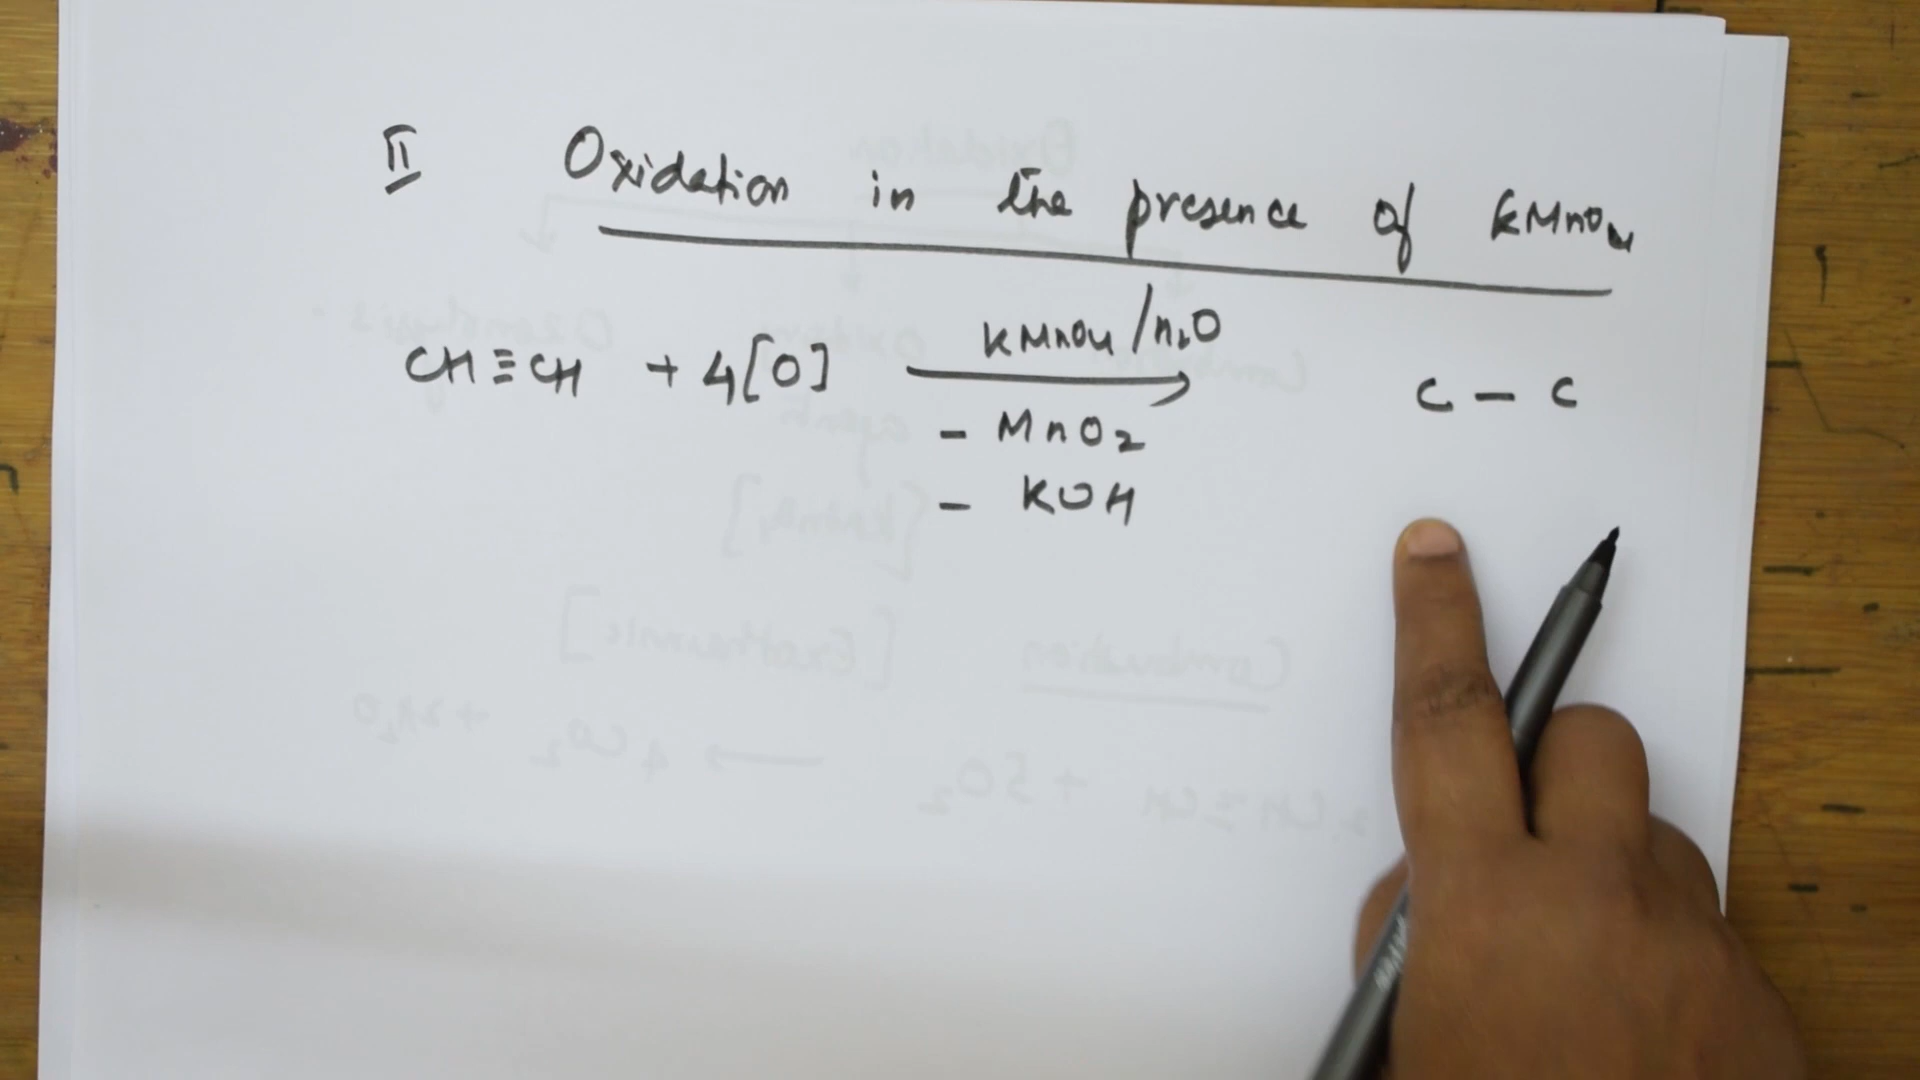 II Oxidation in the presence of KMnO4
CH≡CH + 4[O] KMnO4/H2O C - C
- MnO2
- KOH